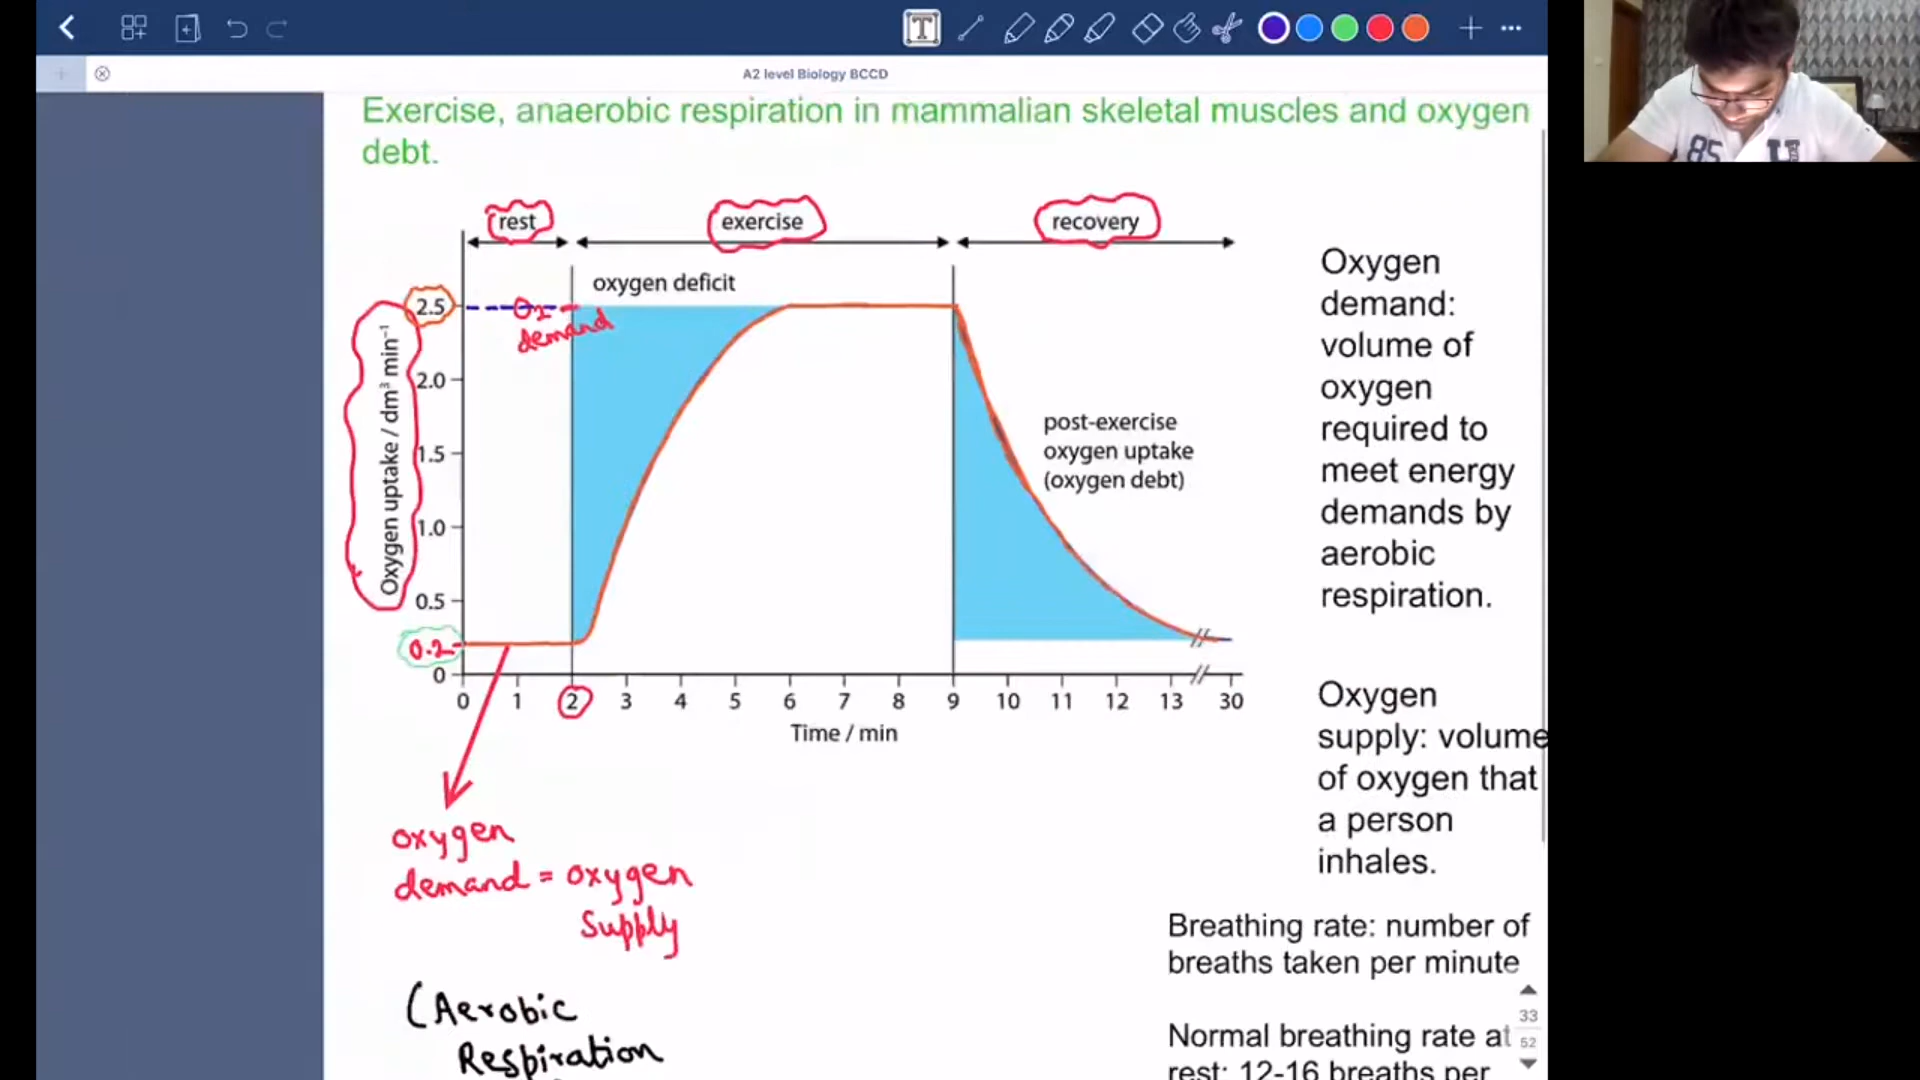 A2 level Biology BCCD
Exercise, anaerobic respiration in mammalian skeletal muscles and oxygen
debt.
rest
exercise
recovery
oxygen deficit
O2
demand
Oxygen uptake / dm³ min⁻¹
2.5
2.0
1.5
1.0
0.5
0.2
0
post-exercise
oxygen uptake
(oxygen debt)
0 1 2 3 4 5 6 7 8 9 10 11 12 13 30
Time / min
Oxygen
demand:
volume of
oxygen
required to
meet energy
demands by
aerobic
respiration.
Oxygen
supply: volume
of oxygen that
a person
inhales.
oxygen
demand = oxygen
supply
(Aerobic
Respiration
Breathing rate: number of
breaths taken per minute
Normal breathing rate at
rest: 12-16 breaths per
33
52
85